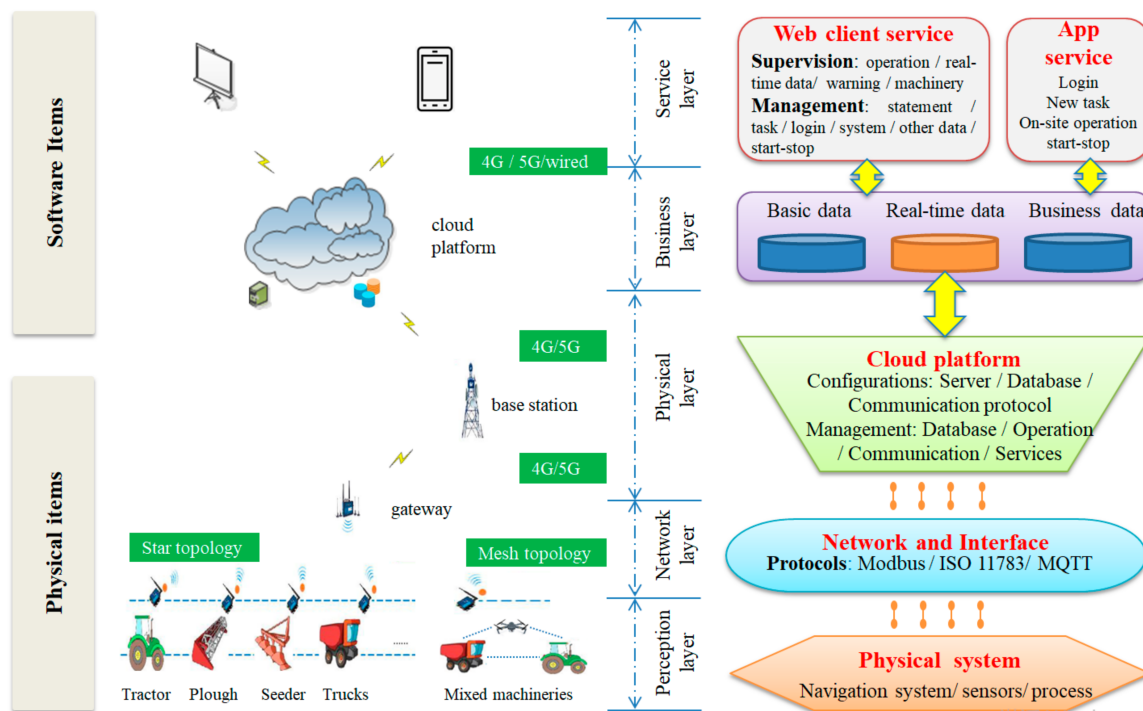 Software Items
Physical items
4G / 5G/wired
cloud
platform
4G/5G
base station
4G/5G
gateway
Star topology
Mesh topology
......
Tractor
Plough
Seeder
Trucks
Mixed machineries
Service
layer
Business
layer
Physical
layer
Network
layer
Perception
layer
Web client service
Supervision: operation / real-
time data/ warning / machinery
Management: statement /
task / login / system / other data /
start-stop
App
service
Login
New task
On-site operation
start-stop
Basic data
Real-time data
Business data
Cloud platform
Configurations: Server / Database /
Communication protocol
Management: Database / Operation
/ Communication / Services
Network and Interface
Protocols: Modbus / ISO 11783/ MQTT
Physical system
Navigation system/ sensors/ process